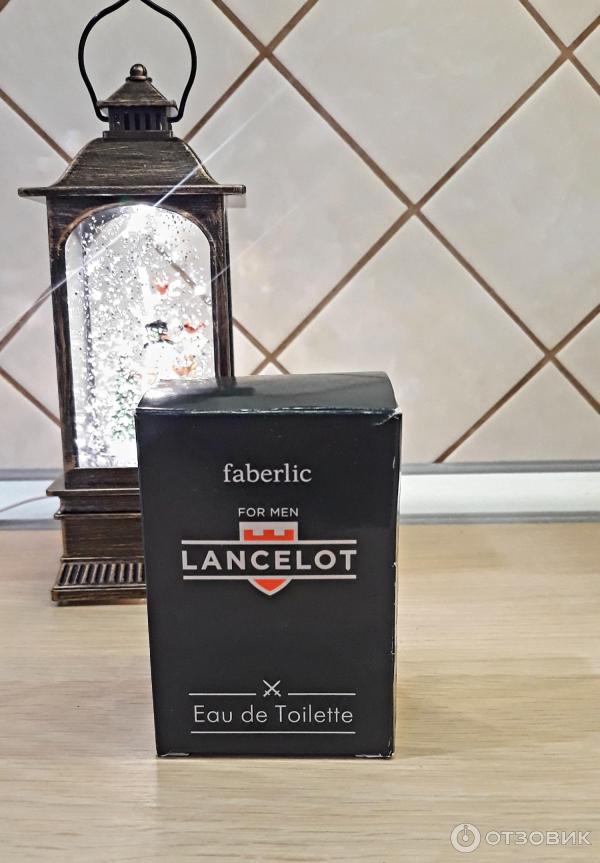 faberlic
FOR MEN
LANCELOT
Eau de Toilette
ОТЗОВИК